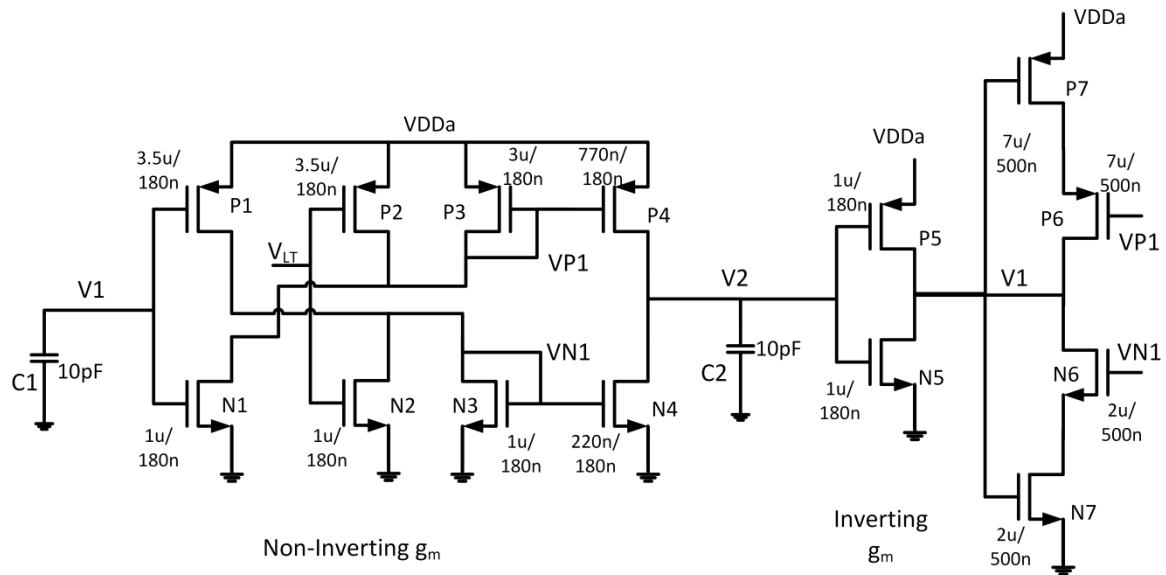 VDDa
P7
VDDa
VDDa
3.5u/
180n
3.5u/
180n
3u/
180n
770n/
180n
7u/
500n
7u/
500n
1u/
180n
P1
P2
P3
P4
P5
P6
VP1
V_LT
VP1
V1
V2
V1
VN1
VN1
10pF
C1
10pF
C2
N1
N2
N3
N4
N5
N6
1u/
180n
1u/
180n
1u/
180n
220n/
180n
1u/
180n
2u/
500n
N7
2u/
500n
Non-Inverting g_m
Inverting
g_m